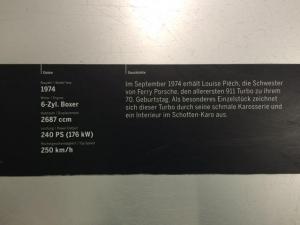 Daten
Baujahr / Model Year
1974
Motor / Engine
6-Zyl. Boxer
Hubraum / Displacement
2687 ccm
Leistung / Power Output
240 PS (176 kW)
Höchstgeschwindigkeit / Top Speed
250 km/h
Geschichte
Im September 1974 erhält Louise Piëch, die Schwester
von Ferry Porsche, den allerersten 911 Turbo zu ihrem
70. Geburtstag. Als besonderes Einzelstück zeichnet
sich dieser Turbo durch seine schmale Karosserie und
ein Interieur im Schotten-Karo aus.